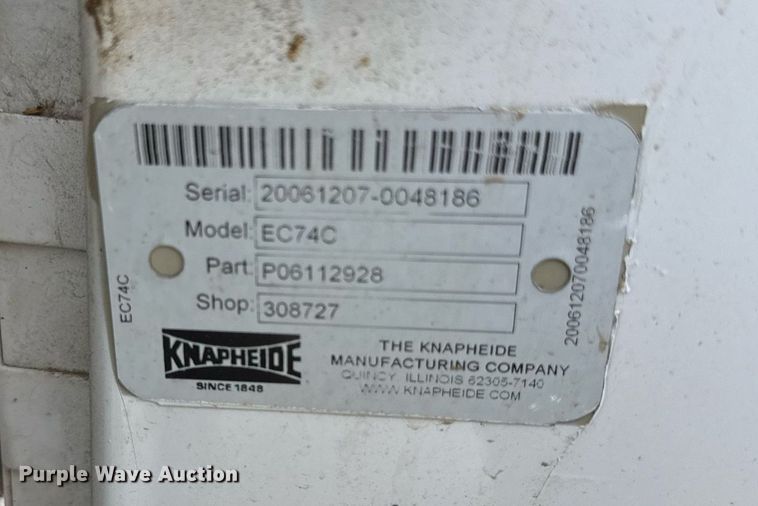 Serial: 20061207-0048186
Model: EC74C
Part: P06112928
Shop: 308727
EC74C
200612070048186
KNAPHEIDE
SINCE 1848
THE KNAPHEIDE
MANUFACTURING COMPANY
QUINCY, ILLINOIS 62305-7140
WWW.KNAPHEIDE.COM
Purple Wave Auction